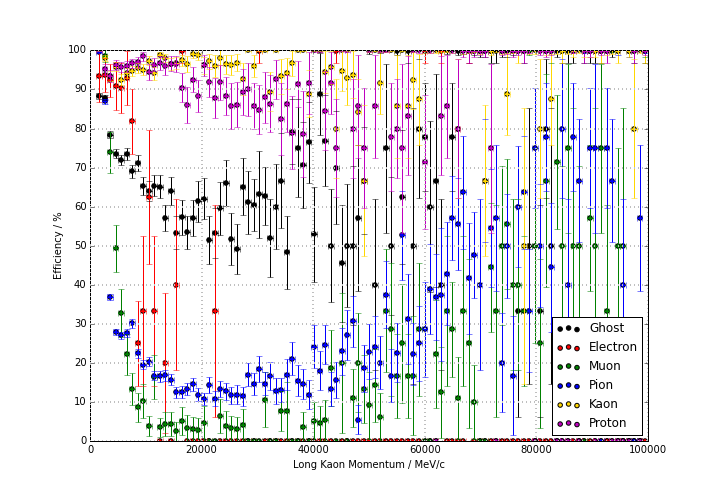 100
90
80
70
60
50
40
30
20
10
0
Efficiency / %
0 20000 40000 60000 80000 100000
Long Kaon Momentum / MeV/c
Ghost
Electron
Muon
Pion
Kaon
Proton